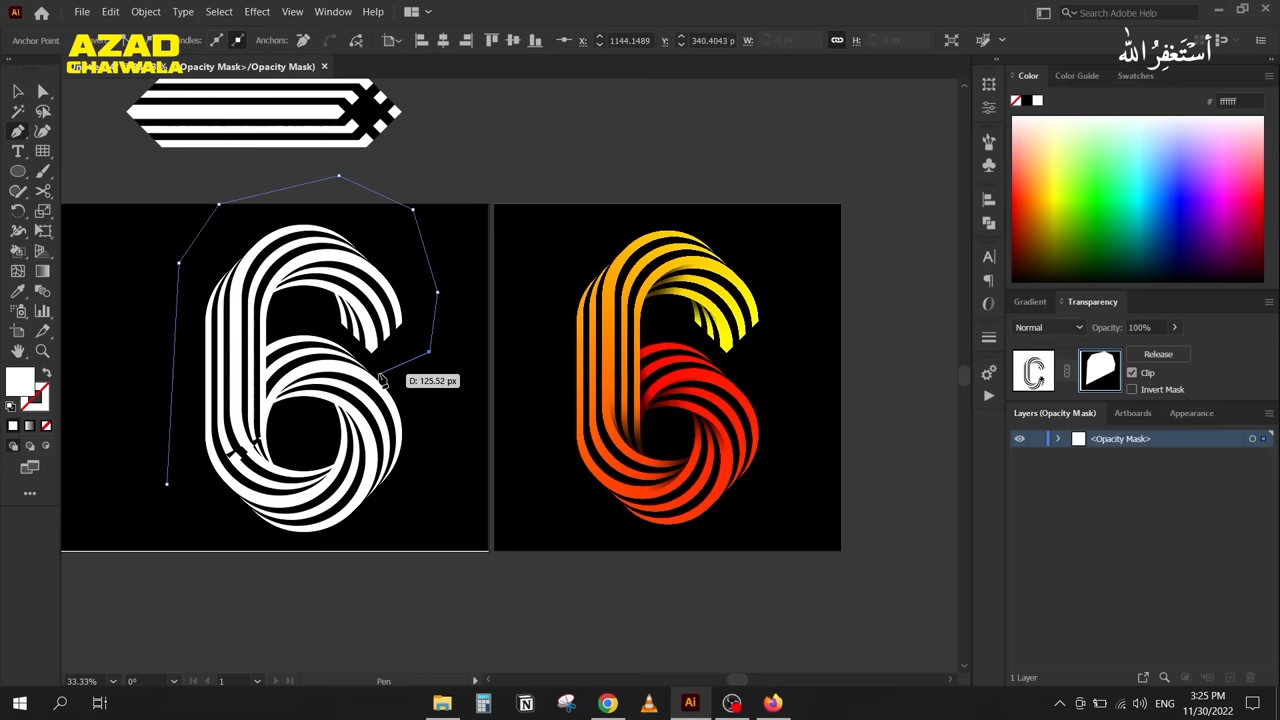 File Edit Object Type Select Effect View Window Help
Search Adobe Help
Anchor Point
Handles:
Anchors:
X: 1144.1489
Y: 340.4043 p
W:
H:
AZAD
CHAIWALA
أستغفر الله
Opacity Mask>/Opacity Mask) ×
D: 125.52 px
Color Color Guide Swatches
# ffffff
Gradient Transparency
Normal Opacity: 100%
Release
Clip
Invert Mask
Layers (Opacity Mask) Artboards Appearance
<Opacity Mask>
1 Layer
33.33% 0° 1 Pen
Ai
ENG
3:25 PM
11/30/2022